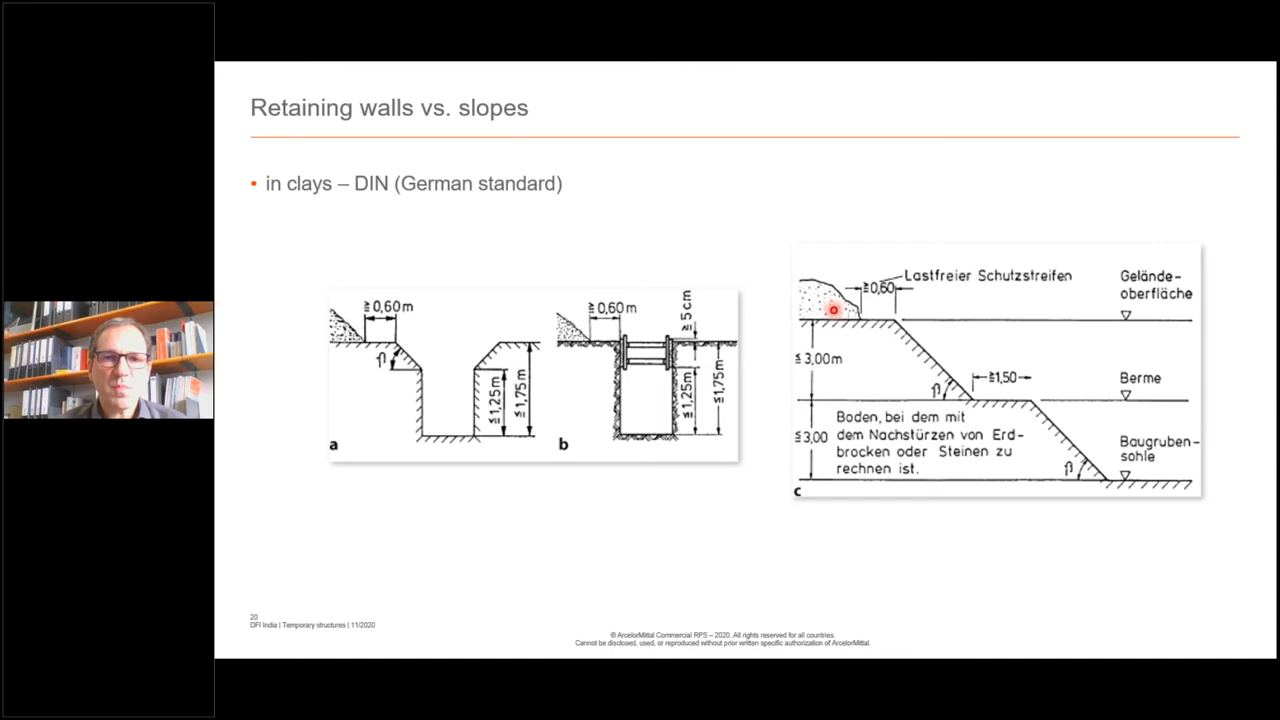 Retaining walls vs. slopes
• in clays – DIN (German standard)
≧ 0,60m
β
≦ 1,25m
≦ 1,75m
a
≧ 0,60m
≦ 5cm
≦ 1,25m
≦ 1,75m
b
Lastfreier Schutzstreifen
≧0,60
Gelände-
oberfläche
≦ 3,00m
≧1,50
β
Berme
≦ 3,00
Boden, bei dem mit
dem Nachstürzen von Erd-
brocken oder Steinen zu
rechnen ist.
β
Baugruben-
sohle
c
20
DFI India | Temporary structures | 11/2020
© ArcelorMittal Commercial RPS – 2020. All rights reserved for all countries.
Cannot be disclosed, used, or reproduced without prior written specific authorization of ArcelorMittal.